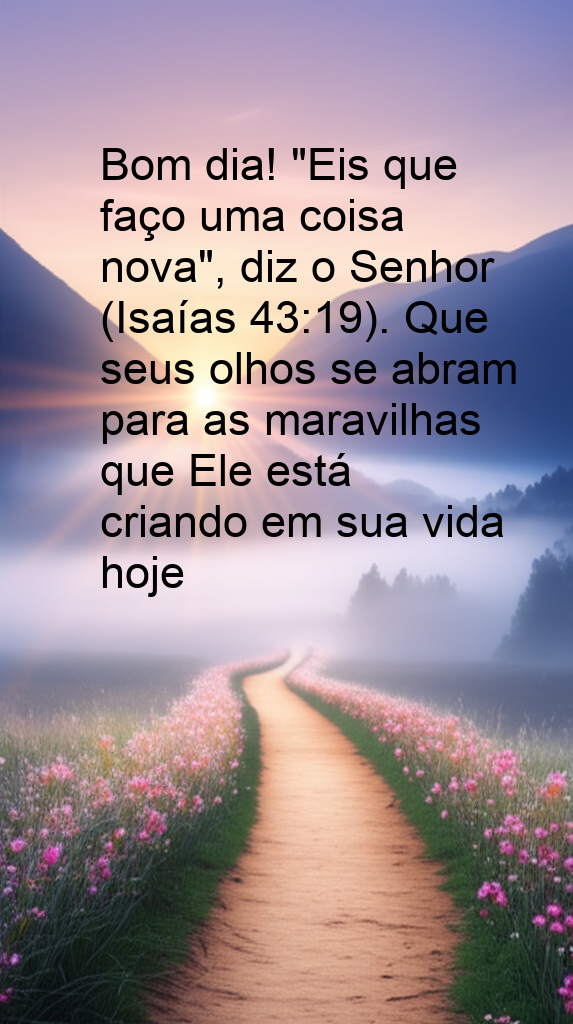 Bom dia! "Eis que
faço uma coisa
nova", diz o Senhor
(Isaías 43:19). Que
seus olhos se abram
para as maravilhas
que Ele está
criando em sua vida
hoje